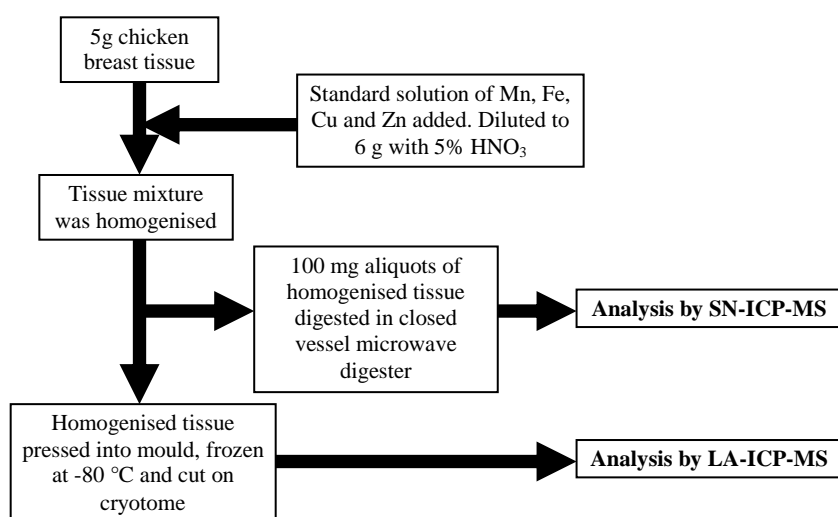 5g chicken
breast tissue
Standard solution of Mn, Fe,
Cu and Zn added. Diluted to
6 g with 5% HNO₃
Tissue mixture
was homogenised
100 mg aliquots of
homogenised tissue
digested in closed
vessel microwave
digester
Analysis by SN-ICP-MS
Homogenised tissue
pressed into mould, frozen
at -80 °C and cut on
cryotome
Analysis by LA-ICP-MS